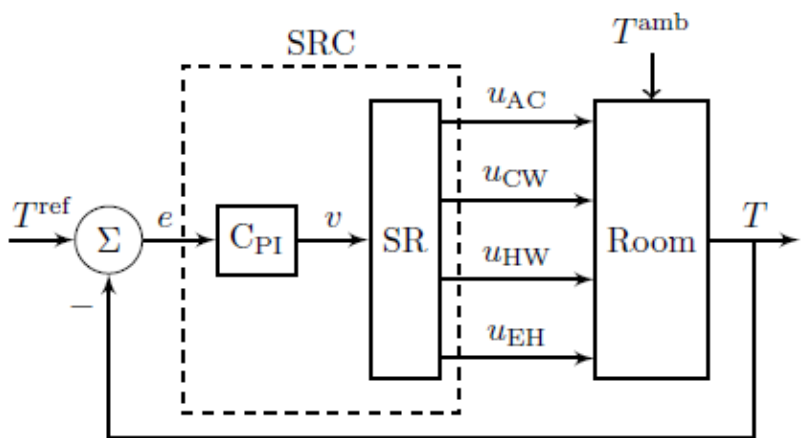 SRC
T^amb
u_AC
u_CW
T^ref
Σ
e
C_PI
v
SR
Room
T
u_HW
−
u_EH